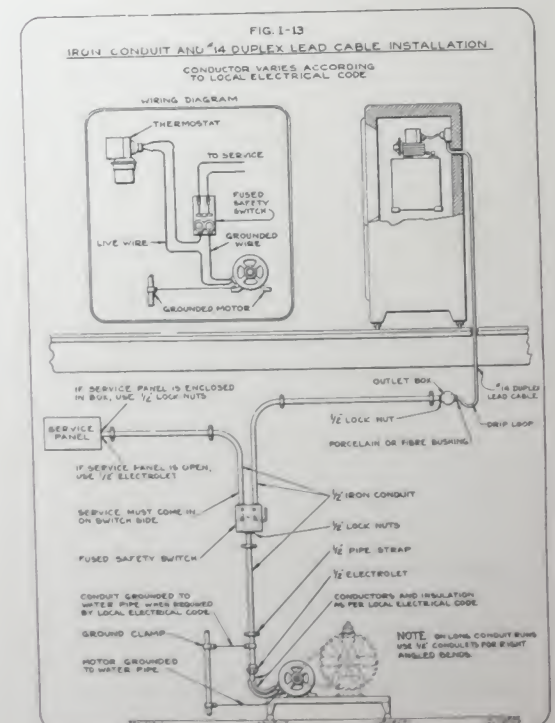 FIG. 1-13
IRON CONDUIT AND #14 DUPLEX LEAD CABLE INSTALLATION
CONDUCTOR VARIES ACCORDING
TO LOCAL ELECTRICAL CODE
WIRING DIAGRAM
THERMOSTAT
TO SERVICE
FUSED
SAFETY
SWITCH
LIVE WIRE
GROUNDED
WIRE
GROUNDED MOTOR
IF SERVICE PANEL IS ENCLOSED
IN BOX, USE 1/2" LOCK NUTS
SERVICE
PANEL
IF SERVICE PANEL IS OPEN,
USE 1/2" ELECTROLET
SERVICE MUST COME IN
ON SWITCH SIDE
FUSED SAFETY SWITCH
CONDUIT GROUNDED TO
WATER PIPE WHEN REQUIRED
BY LOCAL ELECTRICAL CODE
GROUND CLAMP
MOTOR GROUNDED
TO WATER PIPE
OUTLET BOX
#14 DUPLEX
LEAD CABLE
1/2" LOCK NUT
DRIP LOOP
PORCELAIN OR FIBRE BUSHING
1/2" IRON CONDUIT
1/2" LOCK NUTS
1/2" PIPE STRAP
1/2" ELECTROLET
CONDUCTORS AND INSULATION
AS PER LOCAL ELECTRICAL CODE
NOTE ON LONG CONDUIT RUNS
USE 1/2" CONDULETS FOR RIGHT
ANGLED BENDS